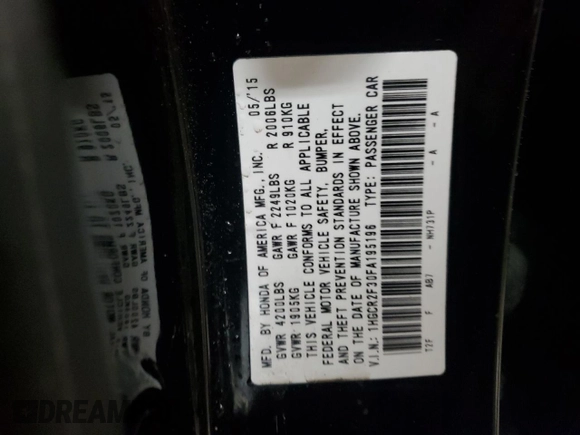 MFD. BY HONDA OF AMERICA MFG., INC. 05/'15
GVWR 4200LBS GAWR F 2249LBS R 2006LBS
GVWR 1905KG GAWR F 1020KG R 910KG
THIS VEHICLE CONFORMS TO ALL APPLICABLE
FEDERAL MOTOR VEHICLE SAFETY, BUMPER,
AND THEFT PREVENTION STANDARDS IN EFFECT
ON THE DATE OF MANUFACTURE SHOWN ABOVE.
V.I.N.: 1HGCR2F30FA195196 TYPE: PASSENGER CAR
T2F F AB7 - NH731P - A - A